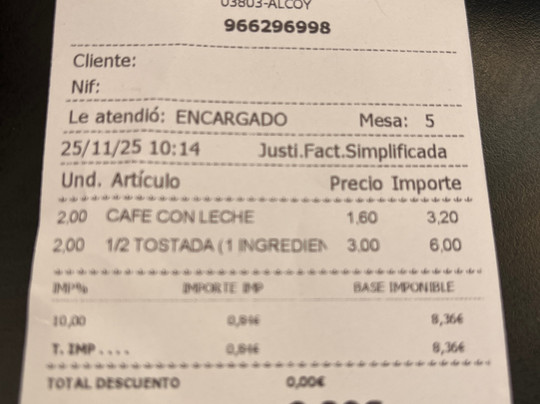 03803-ALCOY
966296998
Cliente:
Nif:
Le atendió: ENCARGADO Mesa: 5
25/11/25 10:14 Justi.Fact.Simplificada
Und. Artículo Precio Importe
2,00 CAFE CON LECHE 1,60 3,20
2,00 1/2 TOSTADA (1 INGREDIEN 3,00 6,00
IMP% IMPORTE IMP BASE IMPONIBLE
10,00 0,84€ 8,36€
T. IMP .... 0,84€ 8,36€
TOTAL DESCUENTO 0,00€